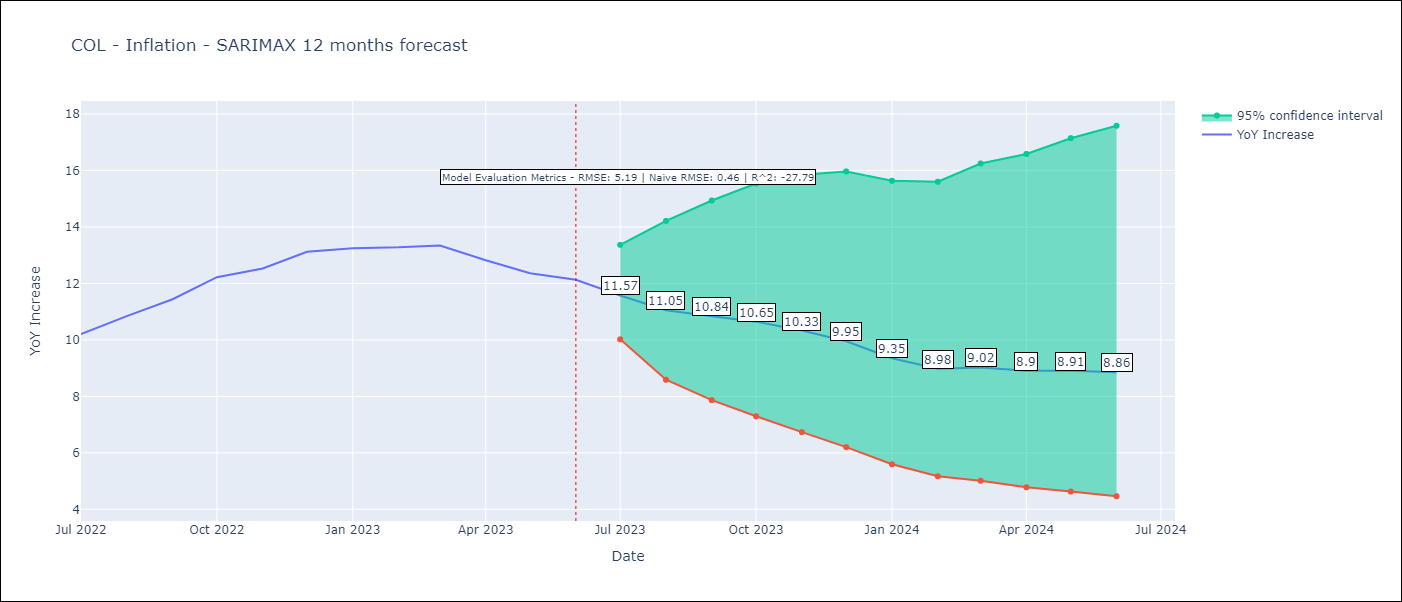 COL - Inflation - SARIMAX 12 months forecast
95% confidence interval
YoY Increase
18
16
14
12
10
8
6
4
YoY Increase
Model Evaluation Metrics - RMSE: 5.19 | Naive RMSE: 0.46 | R^2: -27.79
11.57
11.05
10.84
10.65
10.33
9.95
9.35
8.98
9.02
8.9
8.91
8.86
Jul 2022
Oct 2022
Jan 2023
Apr 2023
Jul 2023
Oct 2023
Jan 2024
Apr 2024
Jul 2024
Date